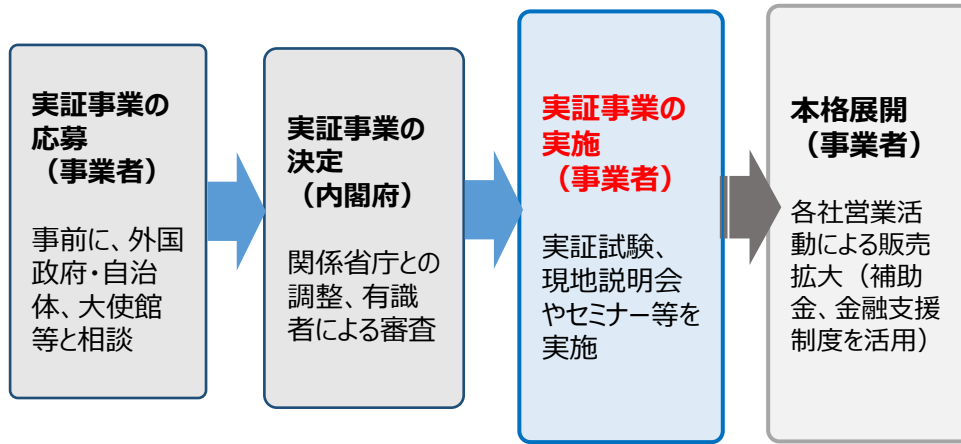 実証事業の
応募
（事業者）
事前に、外国
政府・自治
体、大使館
等と相談
実証事業の
決定
（内閣府）
関係省庁との
調整、有識
者による審査
実証事業の
実施
（事業者）
実証試験、
現地説明会
やセミナー等を
実施
本格展開
（事業者）
各社営業活
動による販売
拡大（補助
金、金融支援
制度を活用）